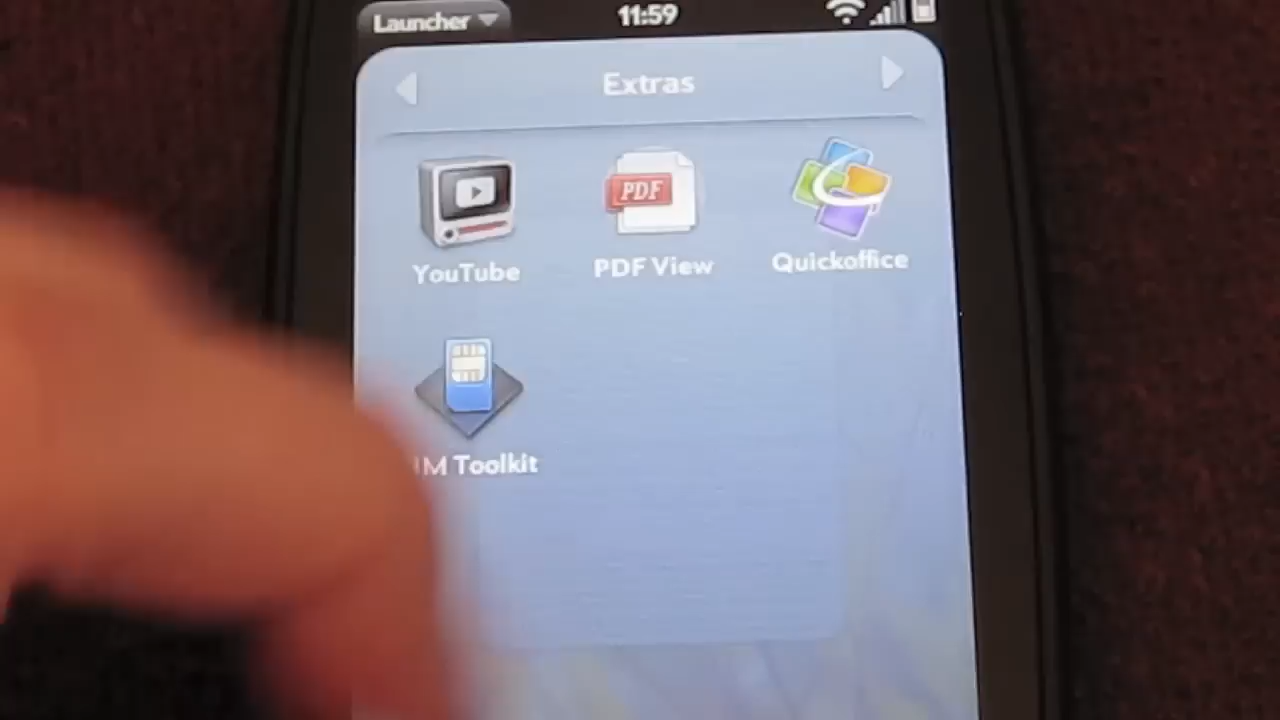 Launcher
11:59
Extras
PDF
YouTube
PDF View
Quickoffice
IM Toolkit